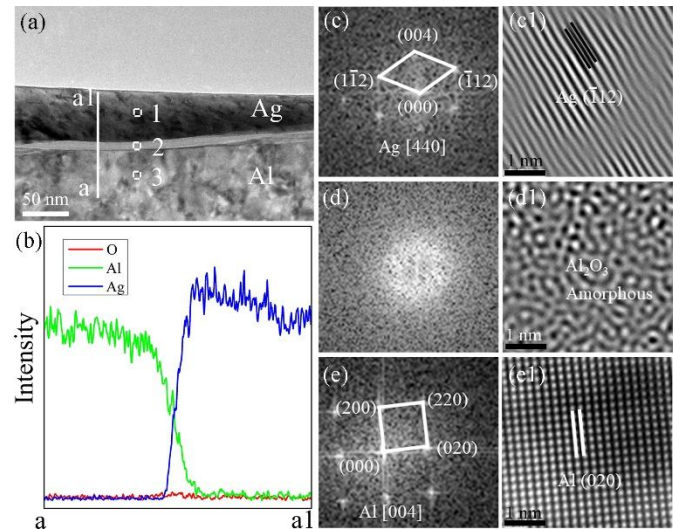 (a)
a1
1
Ag
2
a
3
Al
50 nm
(b)
O
Al
Ag
Intensity
a
a1
(c)
(004)
(11̅2)
(1̅12)
(000)
Ag [440]
(c1)
Ag (1̅12)
1 nm
(d)
(d1)
Al₂O₃
Amorphous
1 nm
(e)
(200)
(220)
(020)
(000)
Al [004]
(e1)
Al (020)
1 nm